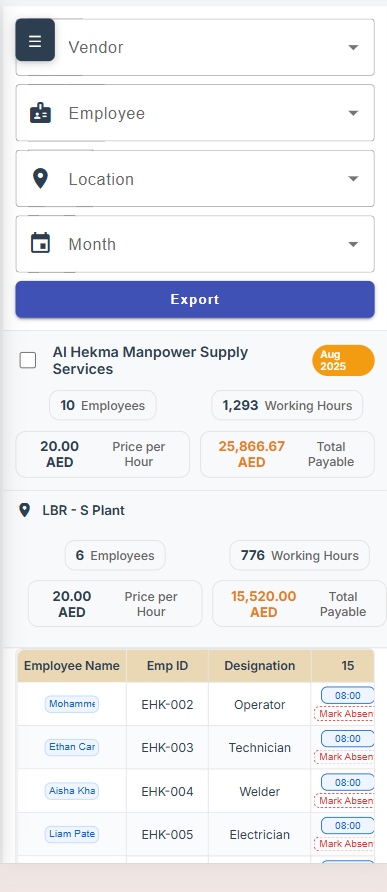 Vendor
Employee
Location
Month
Export
Al Hekma Manpower Supply
Services
Aug
2025
10 Employees
1,293 Working Hours
20.00
AED
Price per
Hour
25,866.67
AED
Total
Payable
LBR - S Plant
6 Employees
776 Working Hours
20.00
AED
Price per
Hour
15,520.00
AED
Total
Payable
Employee Name Emp ID Designation 15
Mohamme EHK-002 Operator 08:00
Mark Absen
Ethan Car EHK-003 Technician 08:00
Mark Absen
Aisha Kha EHK-004 Welder 08:00
Mark Absen
Liam Pate EHK-005 Electrician 08:00
Mark Absen